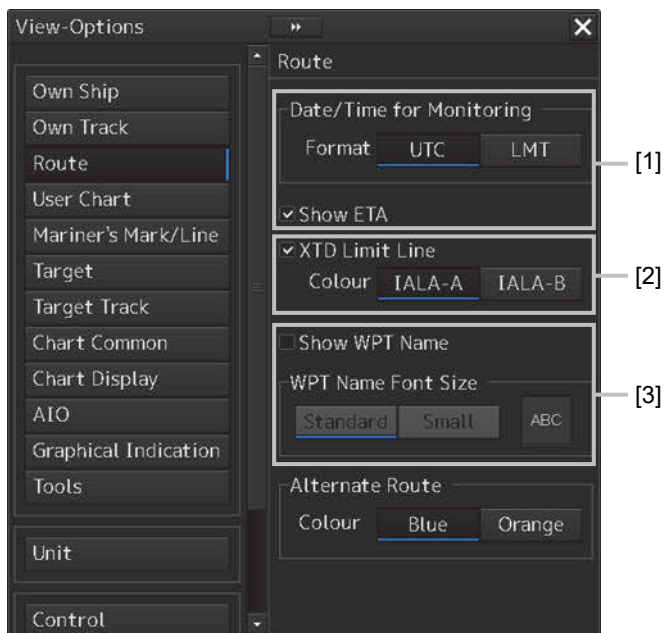 View-Options
Own Ship
Own Track
Route
User Chart
Mariner's Mark/Line
Target
Target Track
Chart Common
Chart Display
AIO
Graphical Indication
Tools
Unit
Control
Route
Date/Time for Monitoring
Format UTC LMT
Show ETA
[1]
XTD Limit Line
Colour IALA-A IALA-B
[2]
Show WPT Name
WPT Name Font Size
Standard Small ABC
[3]
Alternate Route
Colour Blue Orange